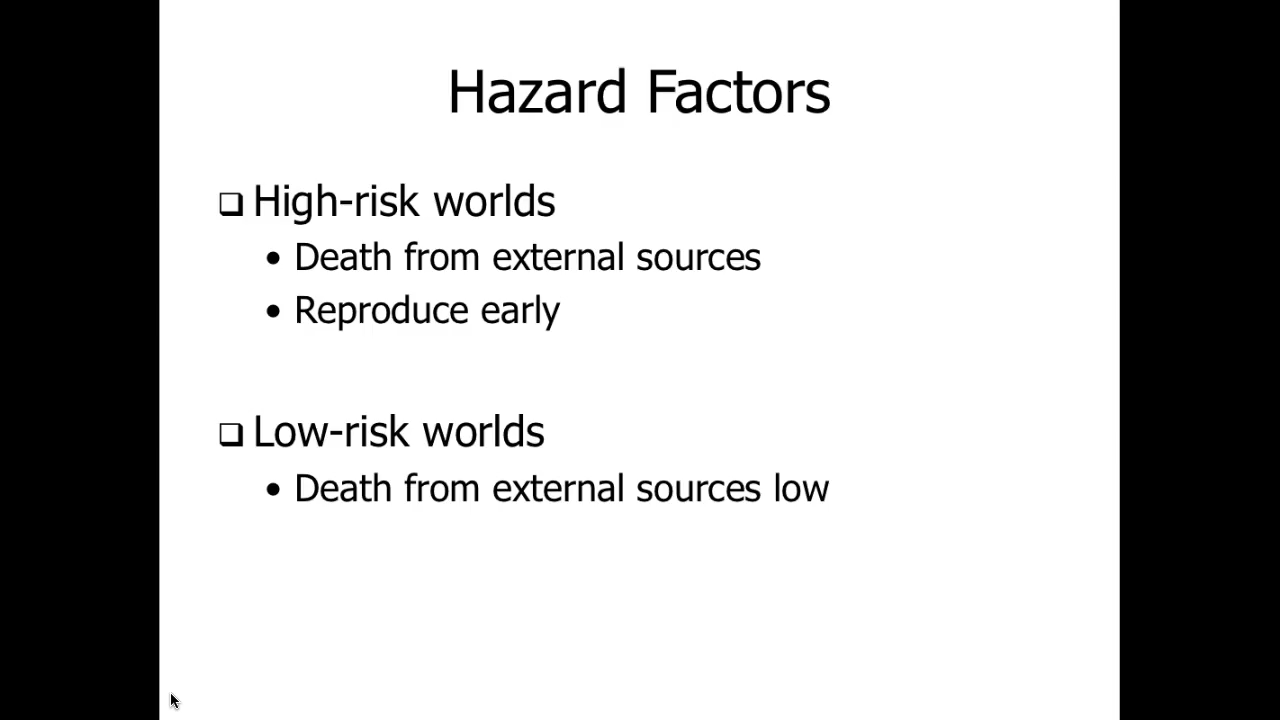 Hazard Factors
❑ High-risk worlds
• Death from external sources
• Reproduce early
❑ Low-risk worlds
• Death from external sources low